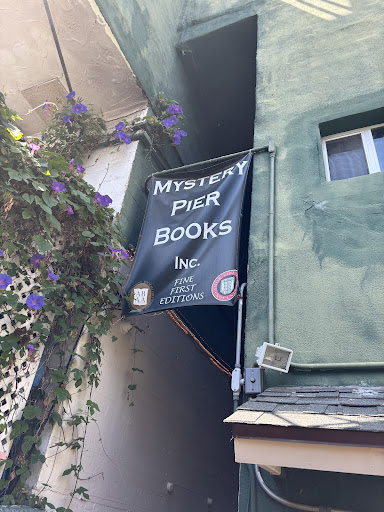 MYSTERY
PIER
BOOKS
INC.
FINE
FIRST
EDITIONS